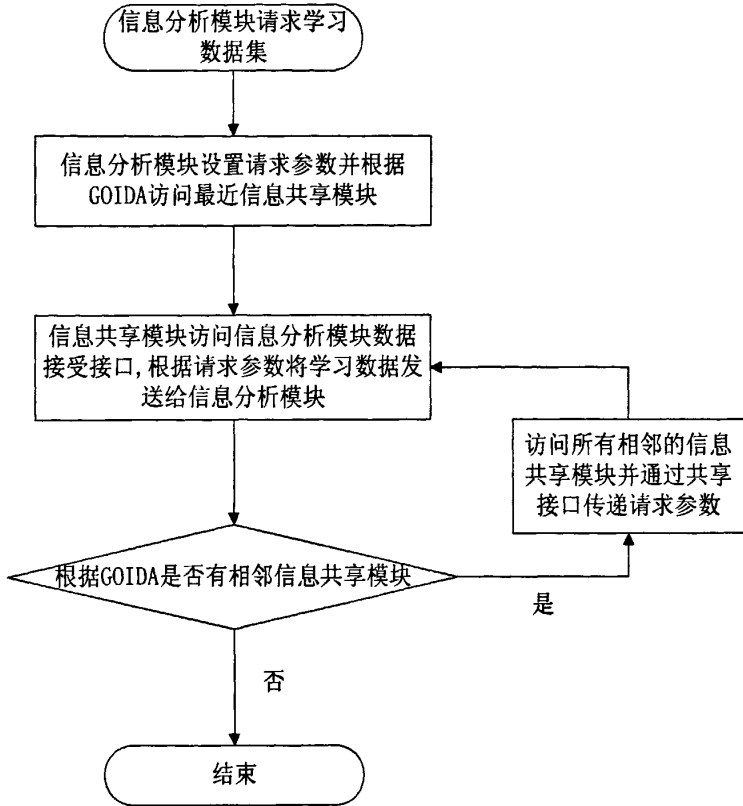 信息分析模块请求学习
数据集
信息分析模块设置请求参数并根据
GOIDA访问最近信息共享模块
信息共享模块访问信息分析模块数据
接受接口,根据请求参数将学习数据发
送给信息分析模块
访问所有相邻的信息
共享模块并通过共享
接口传递请求参数
根据GOIDA是否有相邻信息共享模块
是
否
结束